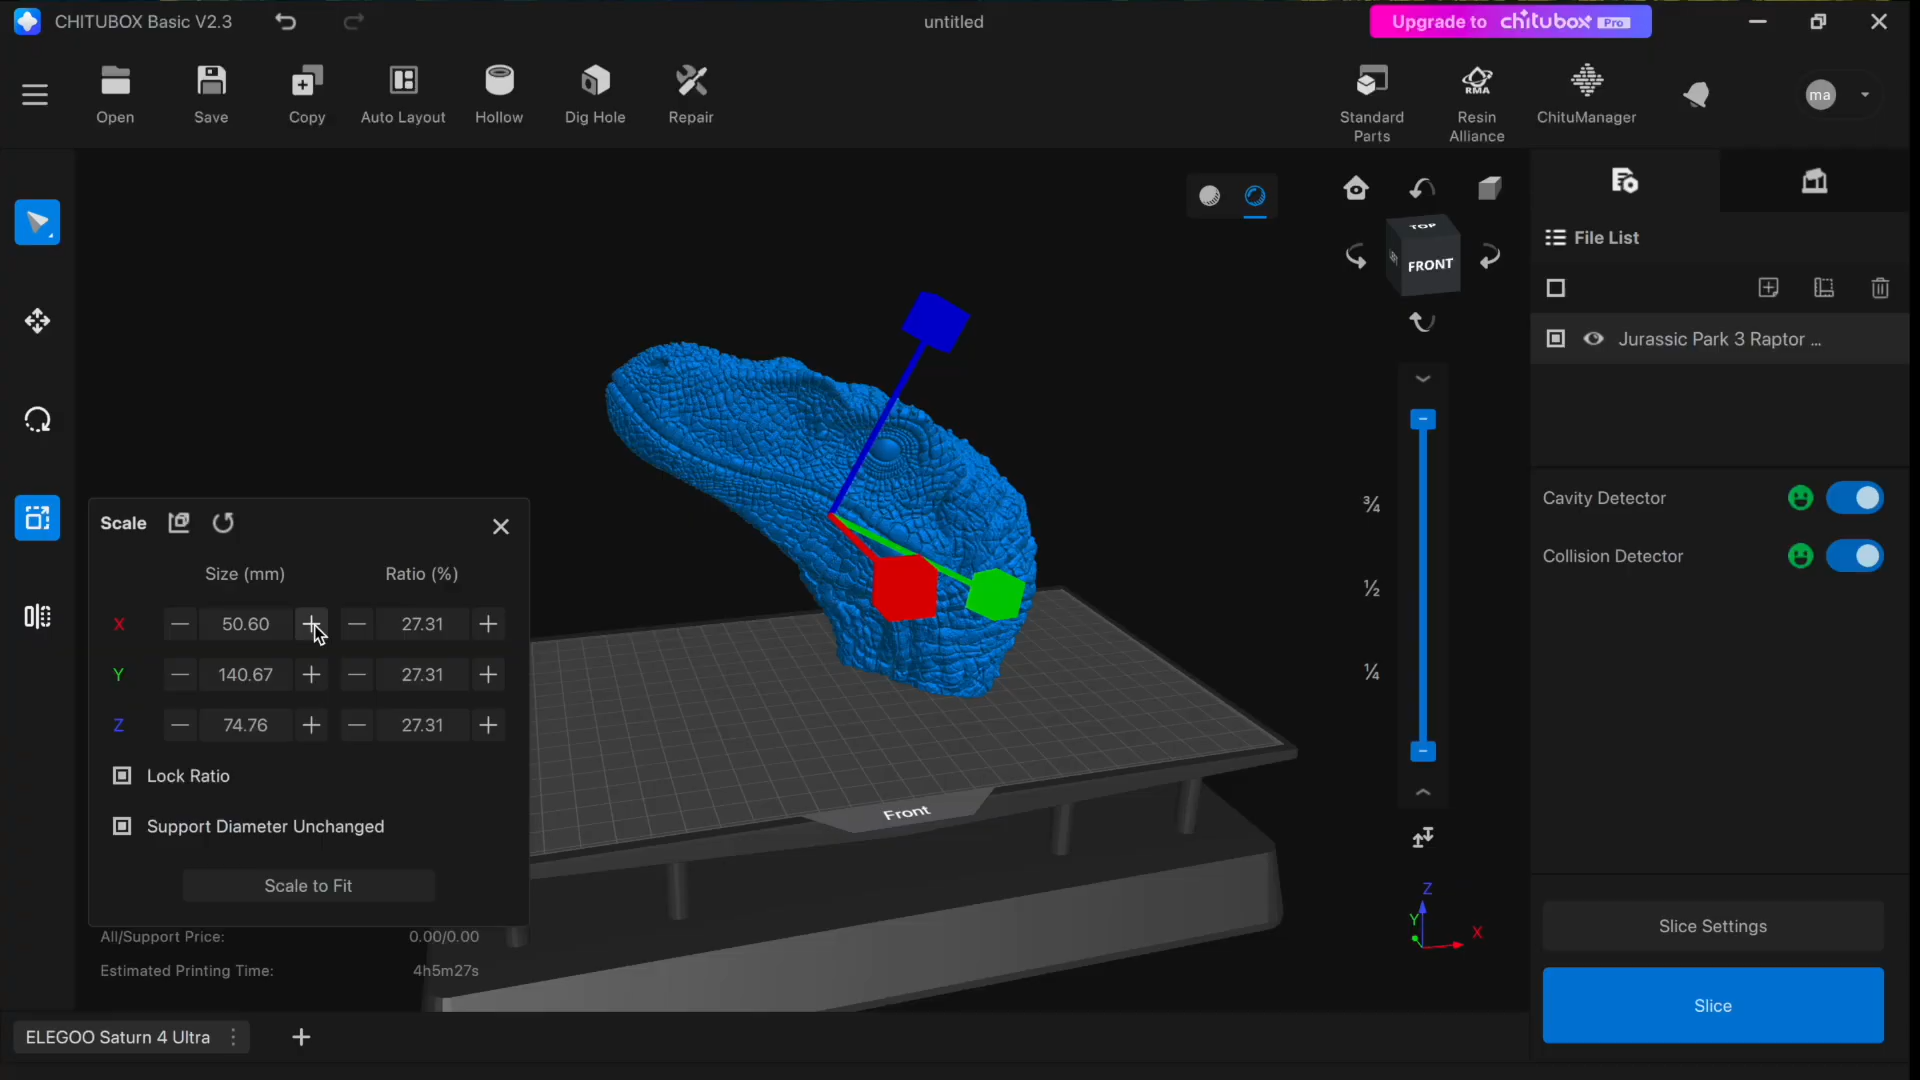 CHITUBOX Basic V2.3
untitled
Upgrade to chitubox Pro
Open
Save
Copy
Auto Layout
Hollow
Dig Hole
Repair
Standard
Parts
RMA
Resin
Alliance
ChituManager
ma
TOP
FRONT
File List
Jurassic Park 3 Raptor ...
Cavity Detector
Collision Detector
¾
½
¼
Scale
Size (mm)
Ratio (%)
X 50.60 27.31
Y 140.67 27.31
Z 74.76 27.31
Lock Ratio
Support Diameter Unchanged
Scale to Fit
All/Support Price: 0.00/0.00
Estimated Printing Time: 4h5m27s
Front
Z
Y
X
Slice Settings
Slice
ELEGOO Saturn 4 Ultra